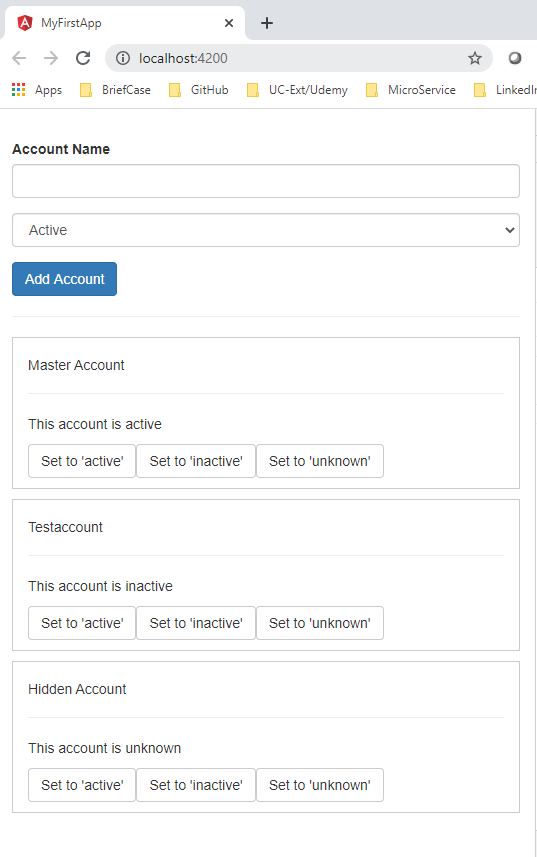 MyFirstApp
localhost:4200
Apps BriefCase GitHub UC-Ext/Udemy MicroService LinkedIn
Account Name
Active
Add Account
Master Account
This account is active
Set to 'active' Set to 'inactive' Set to 'unknown'
Testaccount
This account is inactive
Set to 'active' Set to 'inactive' Set to 'unknown'
Hidden Account
This account is unknown
Set to 'active' Set to 'inactive' Set to 'unknown'